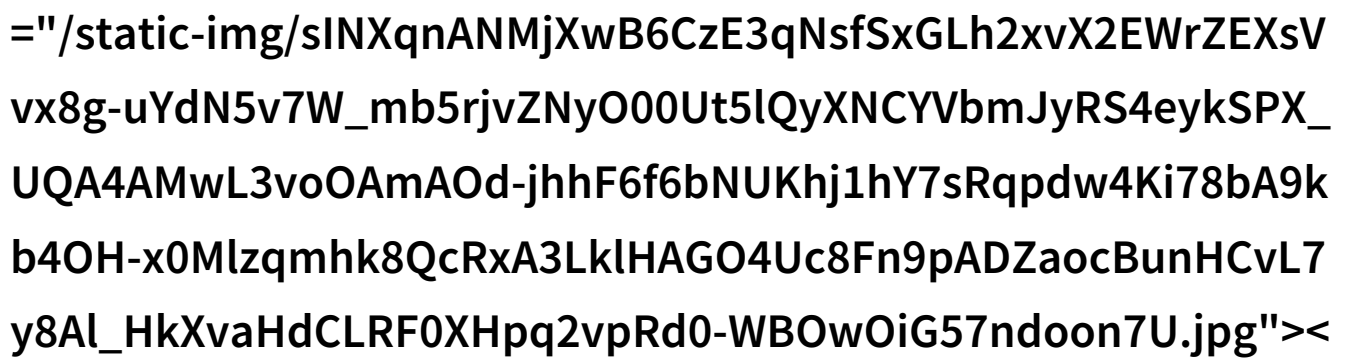 ="/static-img/sINXqnANMjXwB6CzE3qNsfSxGLh2xvX2EWrZEXsV
vx8g-uYdN5v7W_mb5rjvZNyO00Ut5lQyXNCYVbmJyRS4eykSPX_
UQA4AMwL3voOAmAOd-jhhF6f6bNUKhj1hY7sRqpdw4Ki78bA9k
b4OH-x0Mlzqmhk8QcRxA3LklHAGO4Uc8Fn9pADZaocBunHCvL7
y8Al_HkXvaHdCLRF0XHpq2vpRd0-WBOwOiG57ndoon7U.jpg"><